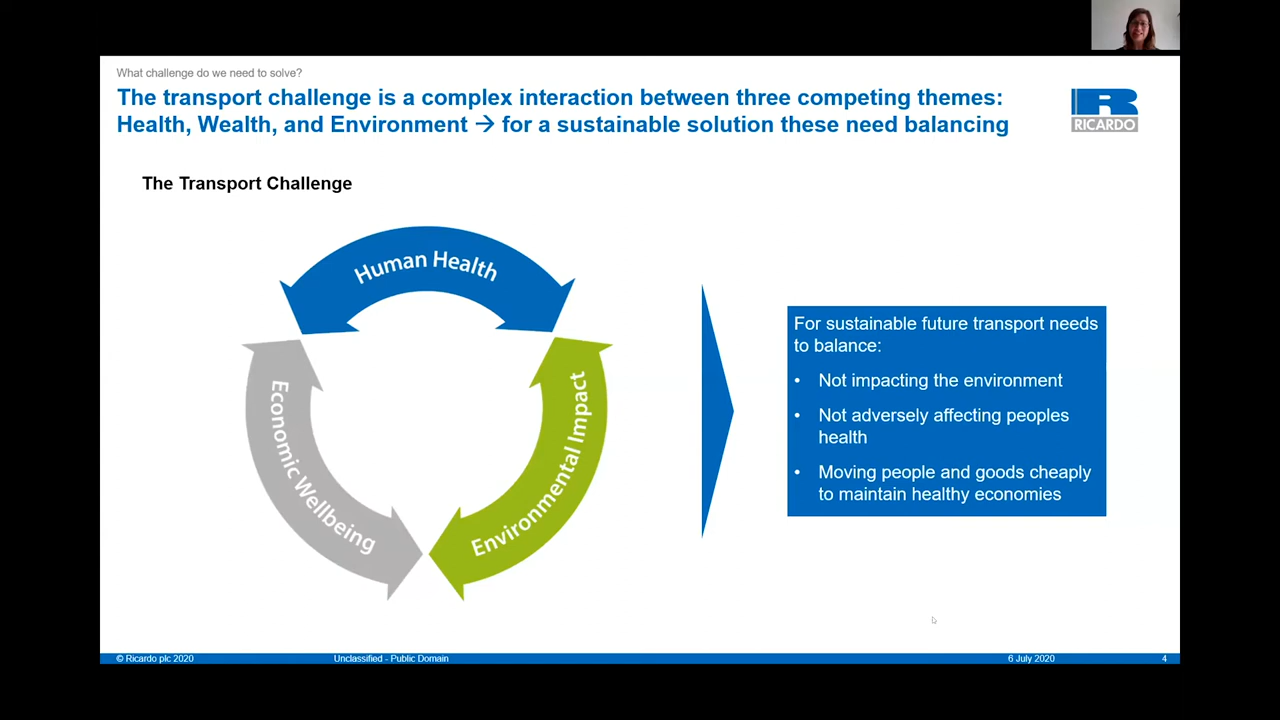 What challenge do we need to solve?
The transport challenge is a complex interaction between three competing themes:
Health, Wealth, and Environment → for a sustainable solution these need balancing
RICARDO
The Transport Challenge
Human Health
Economic Wellbeing
Environmental Impact
For sustainable future transport needs
to balance:
• Not impacting the environment
• Not adversely affecting peoples
health
• Moving people and goods cheaply
to maintain healthy economies
© Ricardo plc 2020
Unclassified - Public Domain
6 July 2020
4